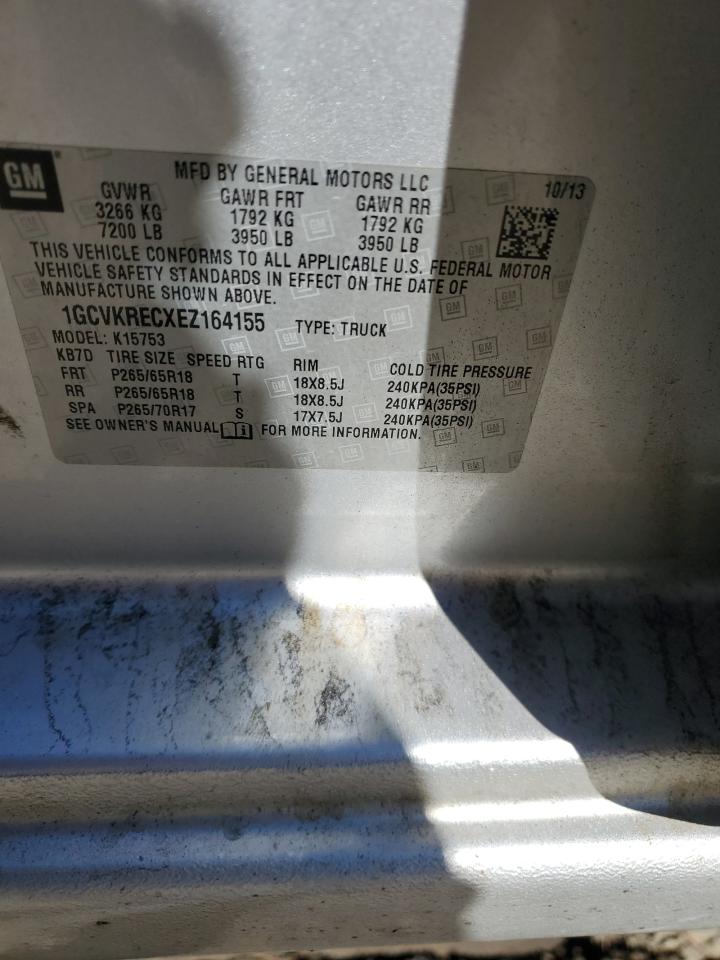 GM
MFD BY GENERAL MOTORS LLC 10/13
GVWR GAWR FRT GAWR RR
3266 KG 1792 KG 1792 KG
7200 LB 3950 LB 3950 LB
THIS VEHICLE CONFORMS TO ALL APPLICABLE U.S. FEDERAL MOTOR
VEHICLE SAFETY STANDARDS IN EFFECT ON THE DATE OF
MANUFACTURE SHOWN ABOVE.
1GCVKRECXEZ164155 TYPE: TRUCK
MODEL: K15753
KB7D TIRE SIZE SPEED RTG RIM COLD TIRE PRESSURE
FRT P265/65R18 T 18X8.5J 240KPA(35PSI)
RR P265/65R18 T 18X8.5J 240KPA(35PSI)
SPA P265/70R17 S 17X7.5J 240KPA(35PSI)
SEE OWNER'S MANUAL FOR MORE INFORMATION.